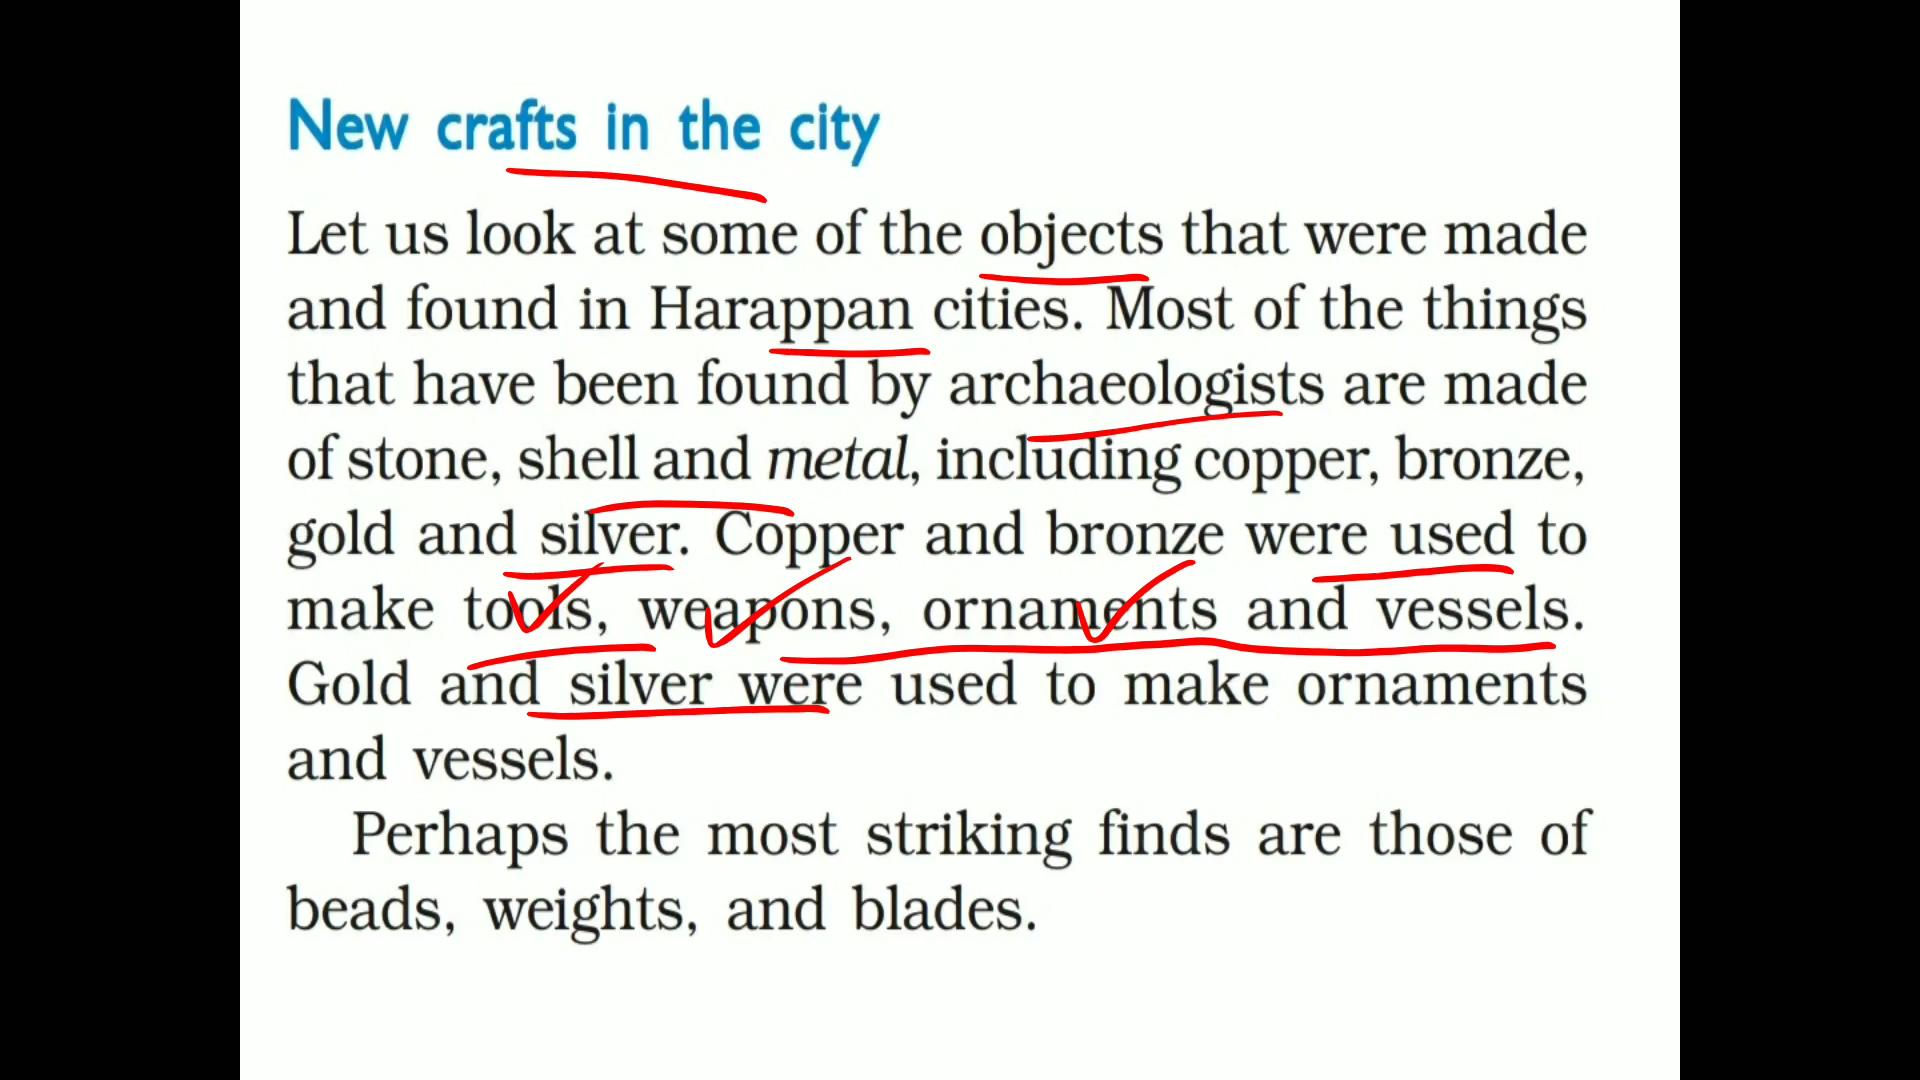 New crafts in the city
Let us look at some of the objects that were made
and found in Harappan cities. Most of the things
that have been found by archaeologists are made
of stone, shell and metal, including copper, bronze,
gold and silver. Copper and bronze were used to
make tools, weapons, ornaments and vessels.
Gold and silver were used to make ornaments
and vessels.
Perhaps the most striking finds are those of
beads, weights, and blades.